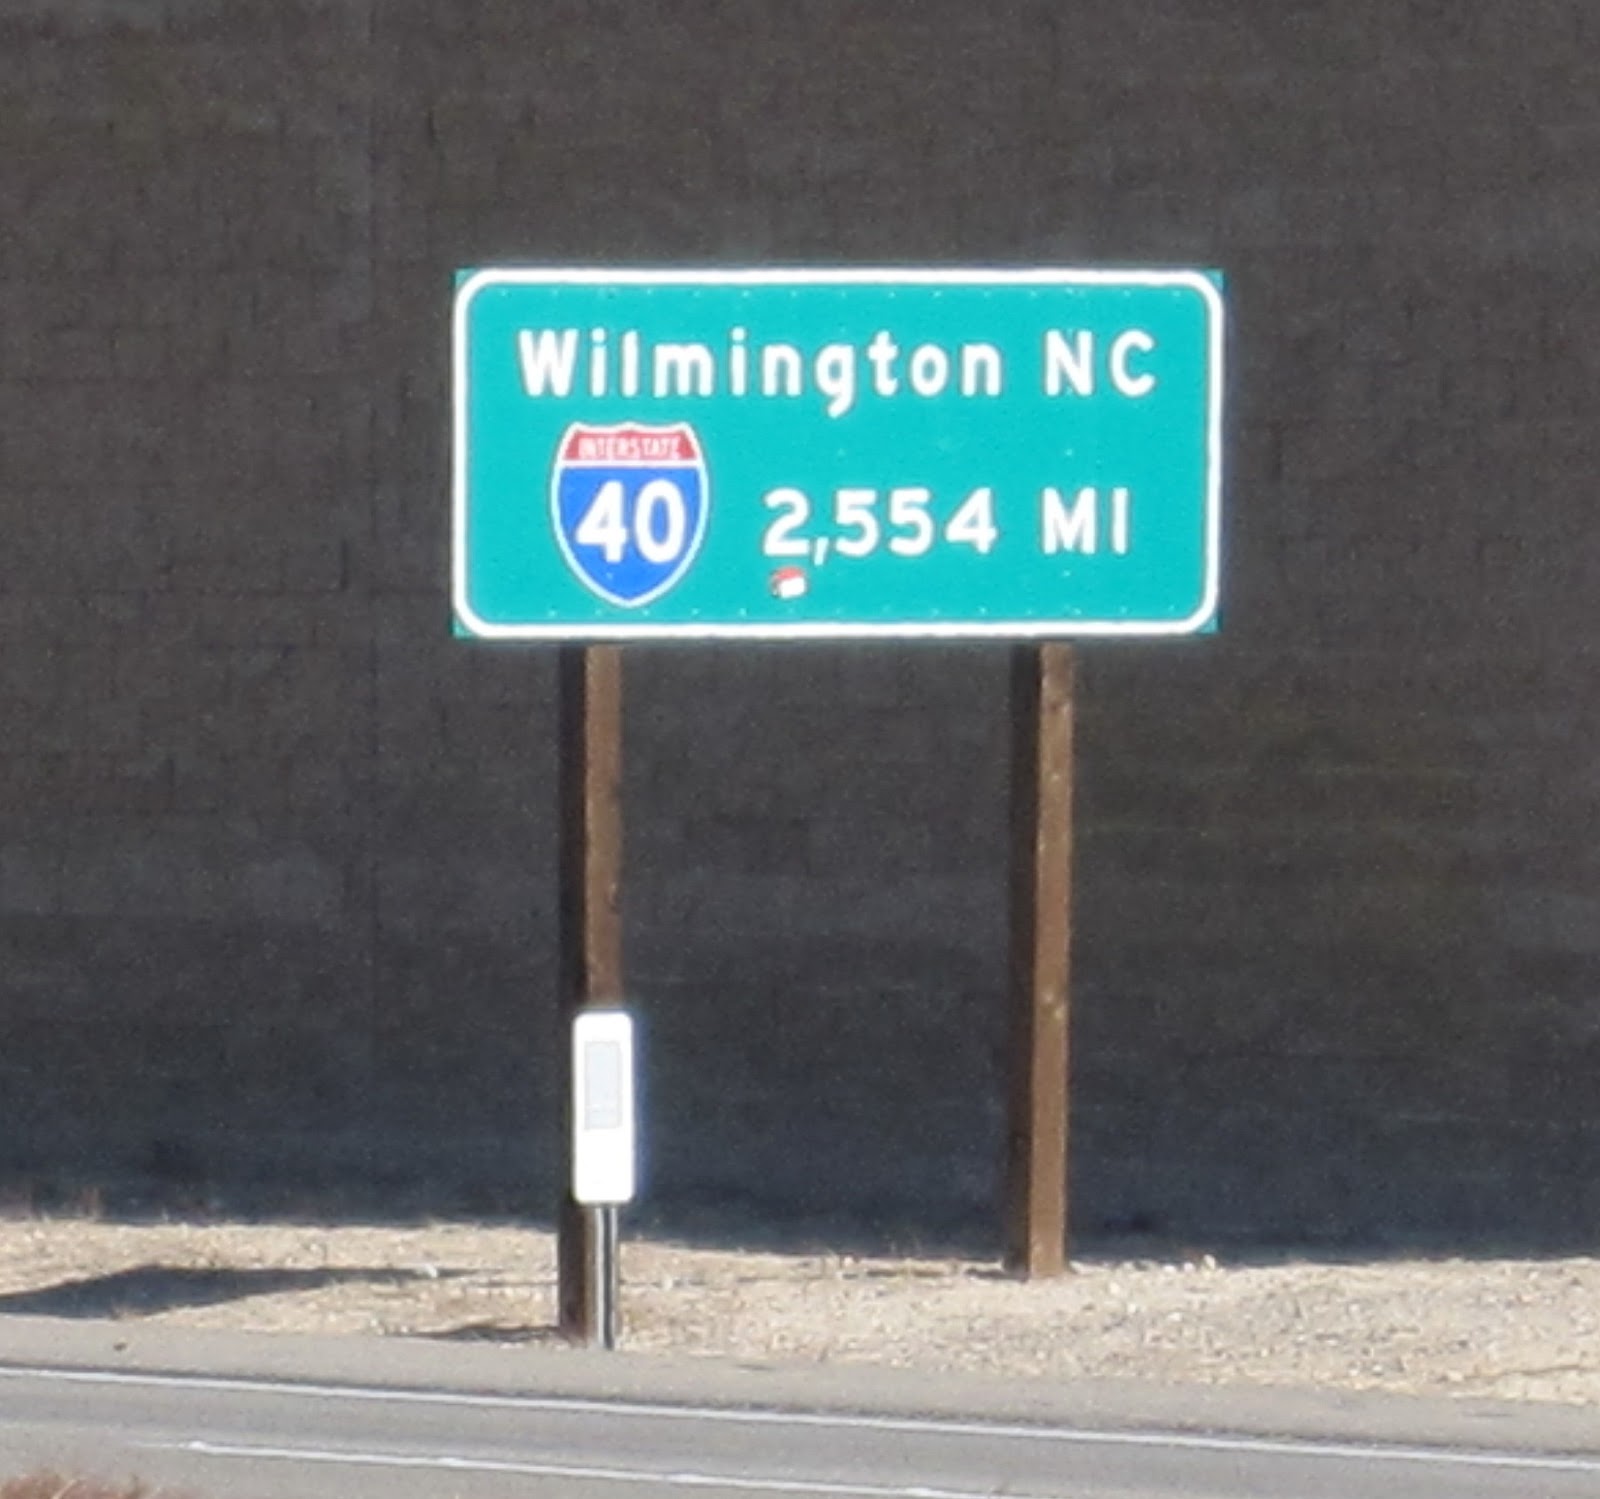 Wilmington NC
INTERSTATE
40 2,554 MI